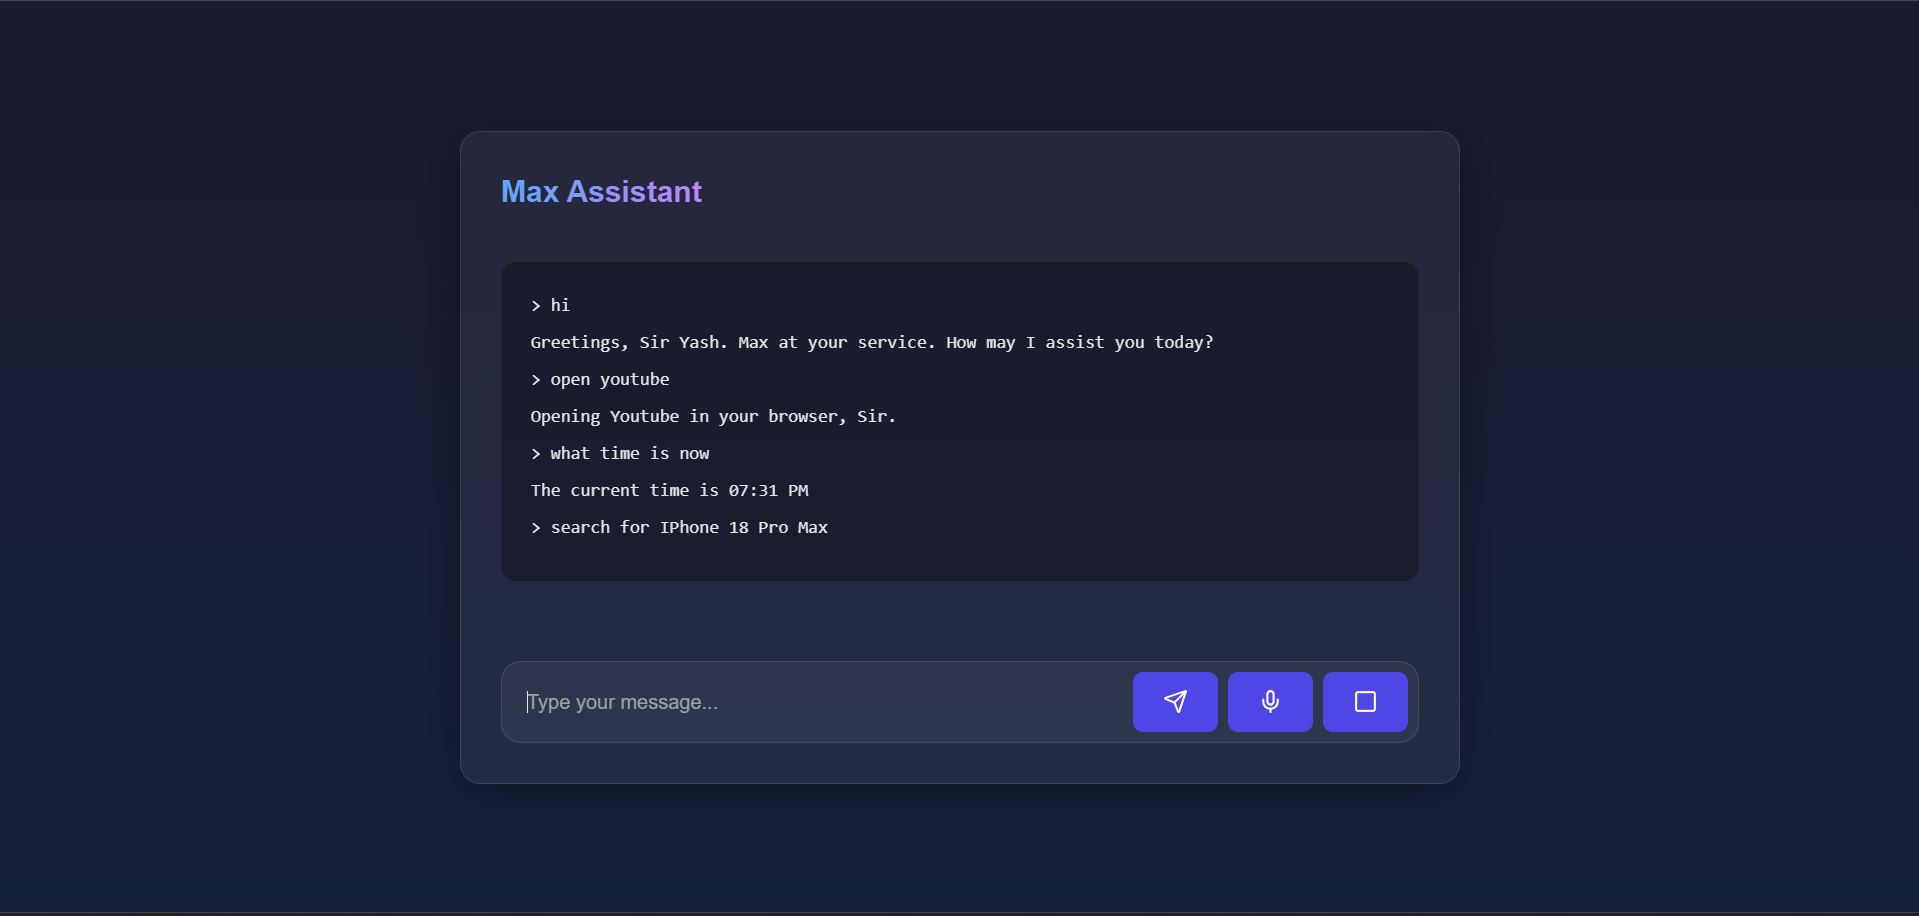 Max Assistant
> hi
Greetings, Sir Yash. Max at your service. How may I assist you today?
> open youtube
Opening Youtube in your browser, Sir.
> what time is now
The current time is 07:31 PM
> search for IPhone 18 Pro Max
Type your message...